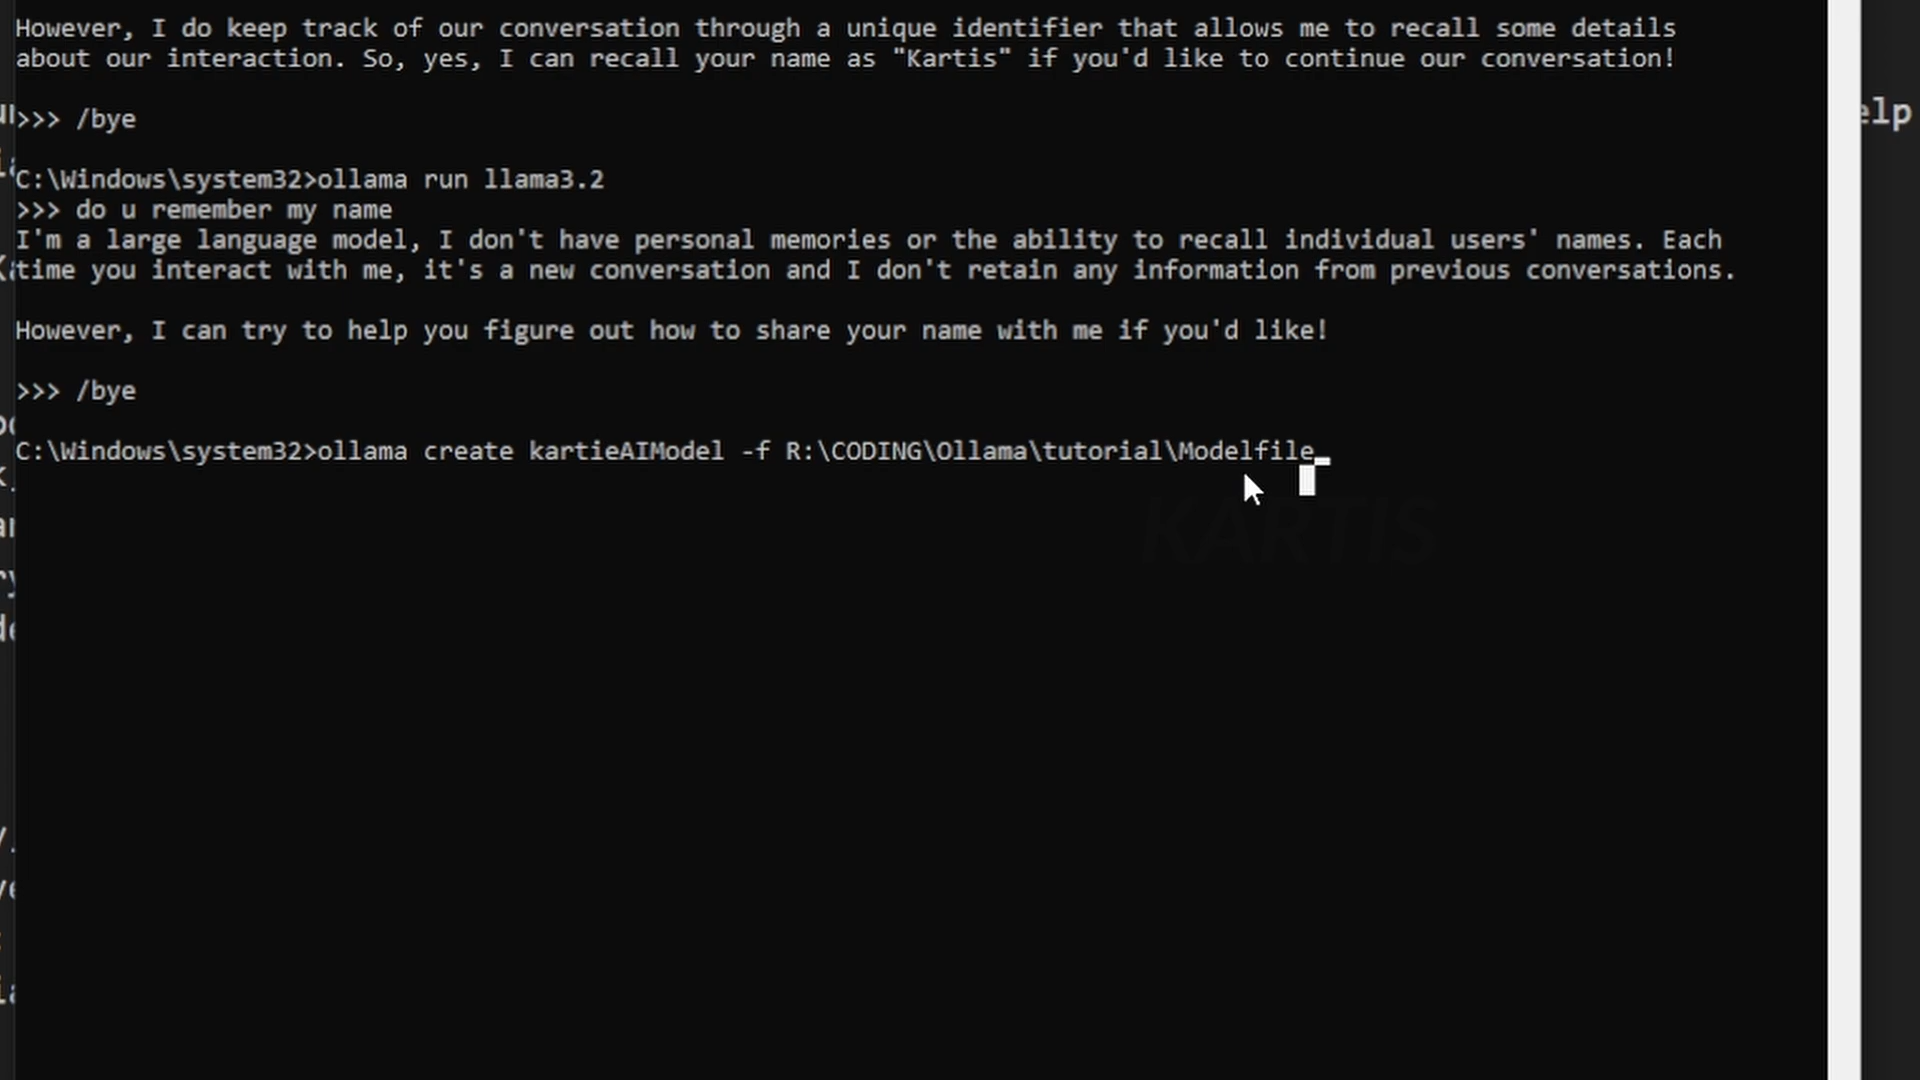 However, I do keep track of our conversation through a unique identifier that allows me to recall some details
about our interaction. So, yes, I can recall your name as "Kartis" if you'd like to continue our conversation!
elp
>>> /bye
C:\Windows\system32>ollama run llama3.2
>>> do u remember my name
I'm a large language model, I don't have personal memories or the ability to recall individual users' names. Each
time you interact with me, it's a new conversation and I don't retain any information from previous conversations.
However, I can try to help you figure out how to share your name with me if you'd like!
>>> /bye
C:\Windows\system32>ollama create kartieAIModel -f R:\CODING\Ollama\tutorial\Modelfile
KARTIS